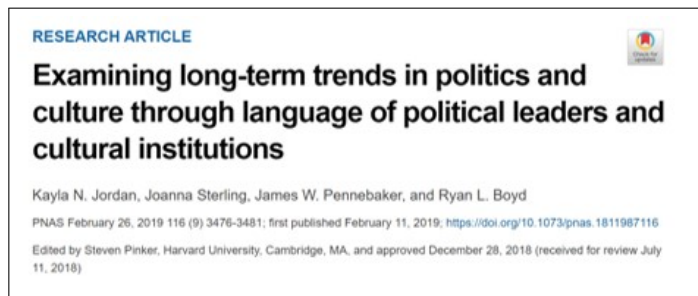 RESEARCH ARTICLE
Check for
updates
Examining long-term trends in politics and
culture through language of political leaders and
cultural institutions
Kayla N. Jordan, Joanna Sterling, James W. Pennebaker, and Ryan L. Boyd
PNAS February 26, 2019 116 (9) 3476-3481; first published February 11, 2019; https://doi.org/10.1073/pnas.1811987116
Edited by Steven Pinker, Harvard University, Cambridge, MA, and approved December 28, 2018 (received for review July
11, 2018)